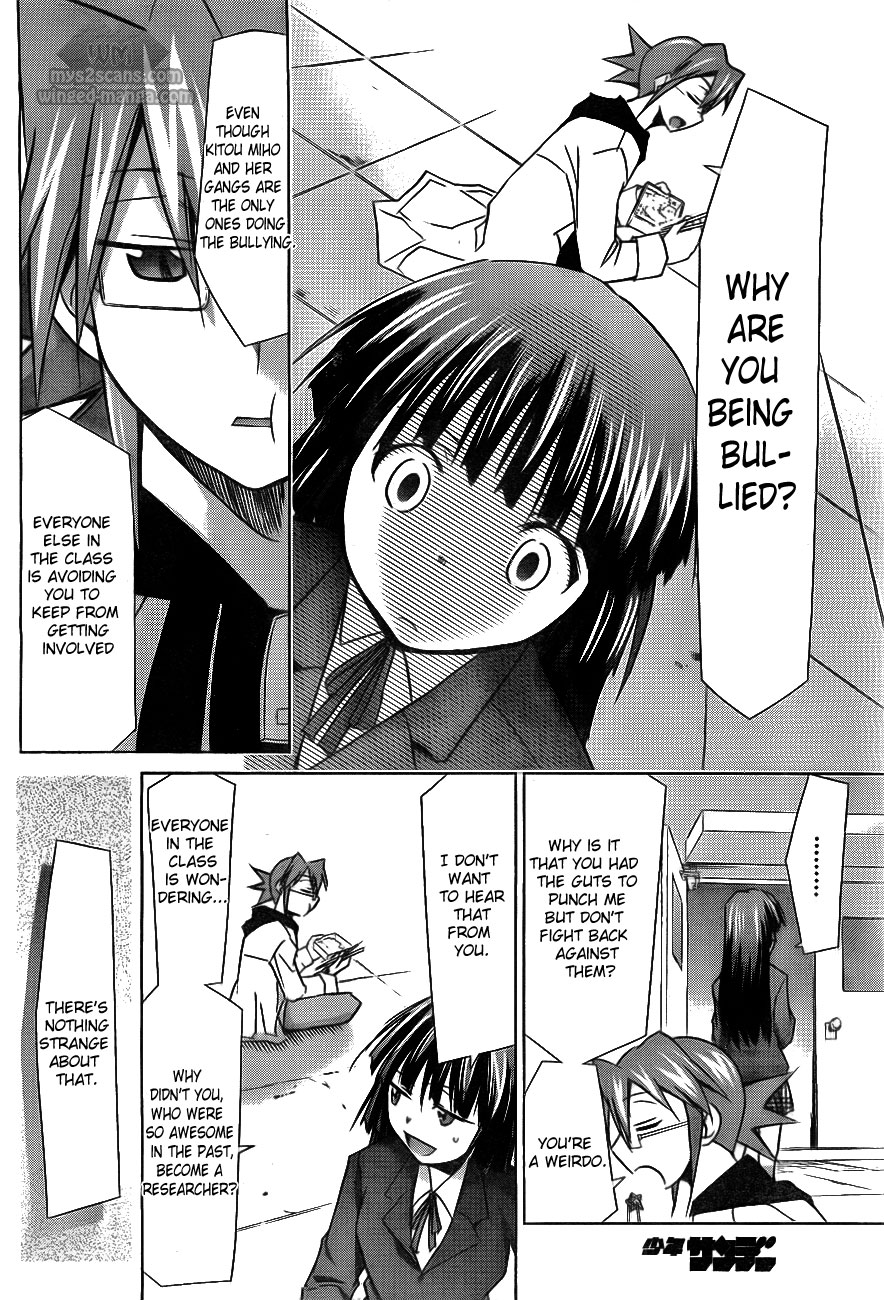 WHY
ARE
YOU
BEING
BUL-
LIED?
EVEN
THOUGH
KITOU MIHO
AND HER
GANGS ARE
THE ONLY
ONES DOING
THE BULLYING.
EVERYONE
ELSE IN
THE CLASS
IS AVOIDING
YOU TO
KEEP FROM
GETTING
INVOLVED
........
WHY IS IT
THAT YOU HAD
THE GUTS TO
PUNCH ME
BUT DON'T
FIGHT BACK
AGAINST
THEM?
YOU'RE
A WEIRDO.
I DON'T
WANT
TO HEAR
THAT
FROM
YOU.
EVERYONE
IN THE
CLASS
IS WON-
DERING...
WHY
DIDN'T YOU,
WHO WERE
SO AWESOME
IN THE PAST,
BECOME A
RESEARCHER?
THERE'S
NOTHING
STRANGE
ABOUT
THAT.
WM
mys2scans.com
winged-manga.com
少年サンデー